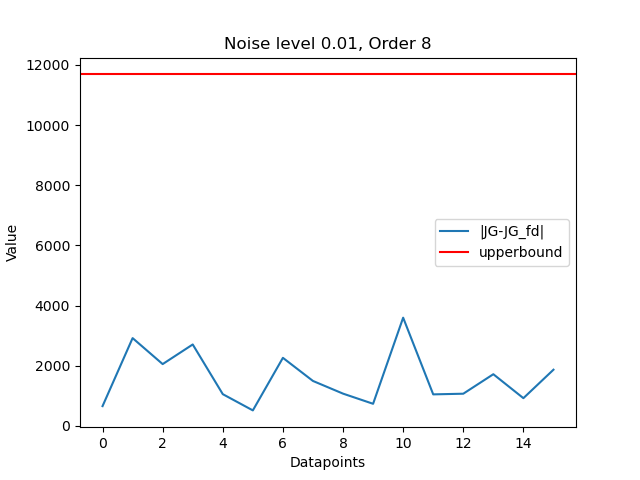 Noise level 0.01, Order 8
Value
12000
10000
8000
6000
4000
2000
0
|JG-JG_fd|
upperbound
0 2 4 6 8 10 12 14
Datapoints